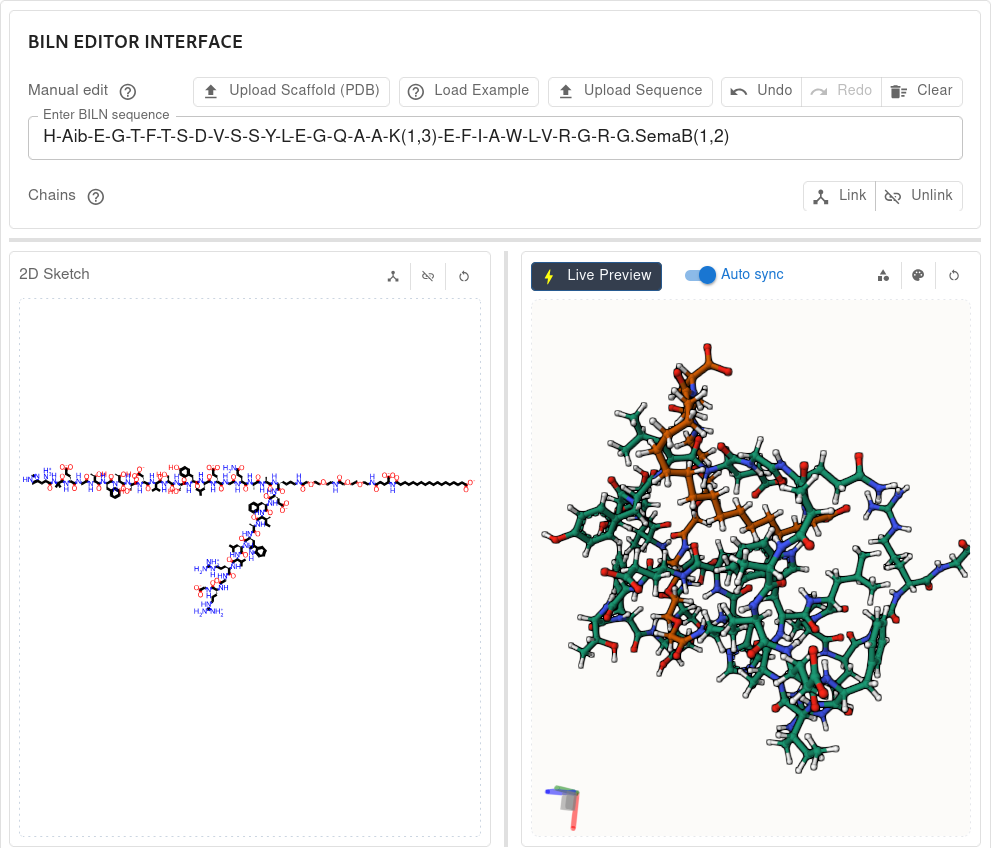 BILN EDITOR INTERFACE
Manual edit Upload Scaffold (PDB) Load Example Upload Sequence Undo Redo Clear
Enter BILN sequence
H-Aib-E-G-T-F-T-S-D-V-S-S-Y-L-E-G-Q-A-A-K(1,3)-E-F-I-A-W-L-V-R-G-R-G.SemaB(1,2)
Chains Link Unlink
2D Sketch Live Preview Auto sync